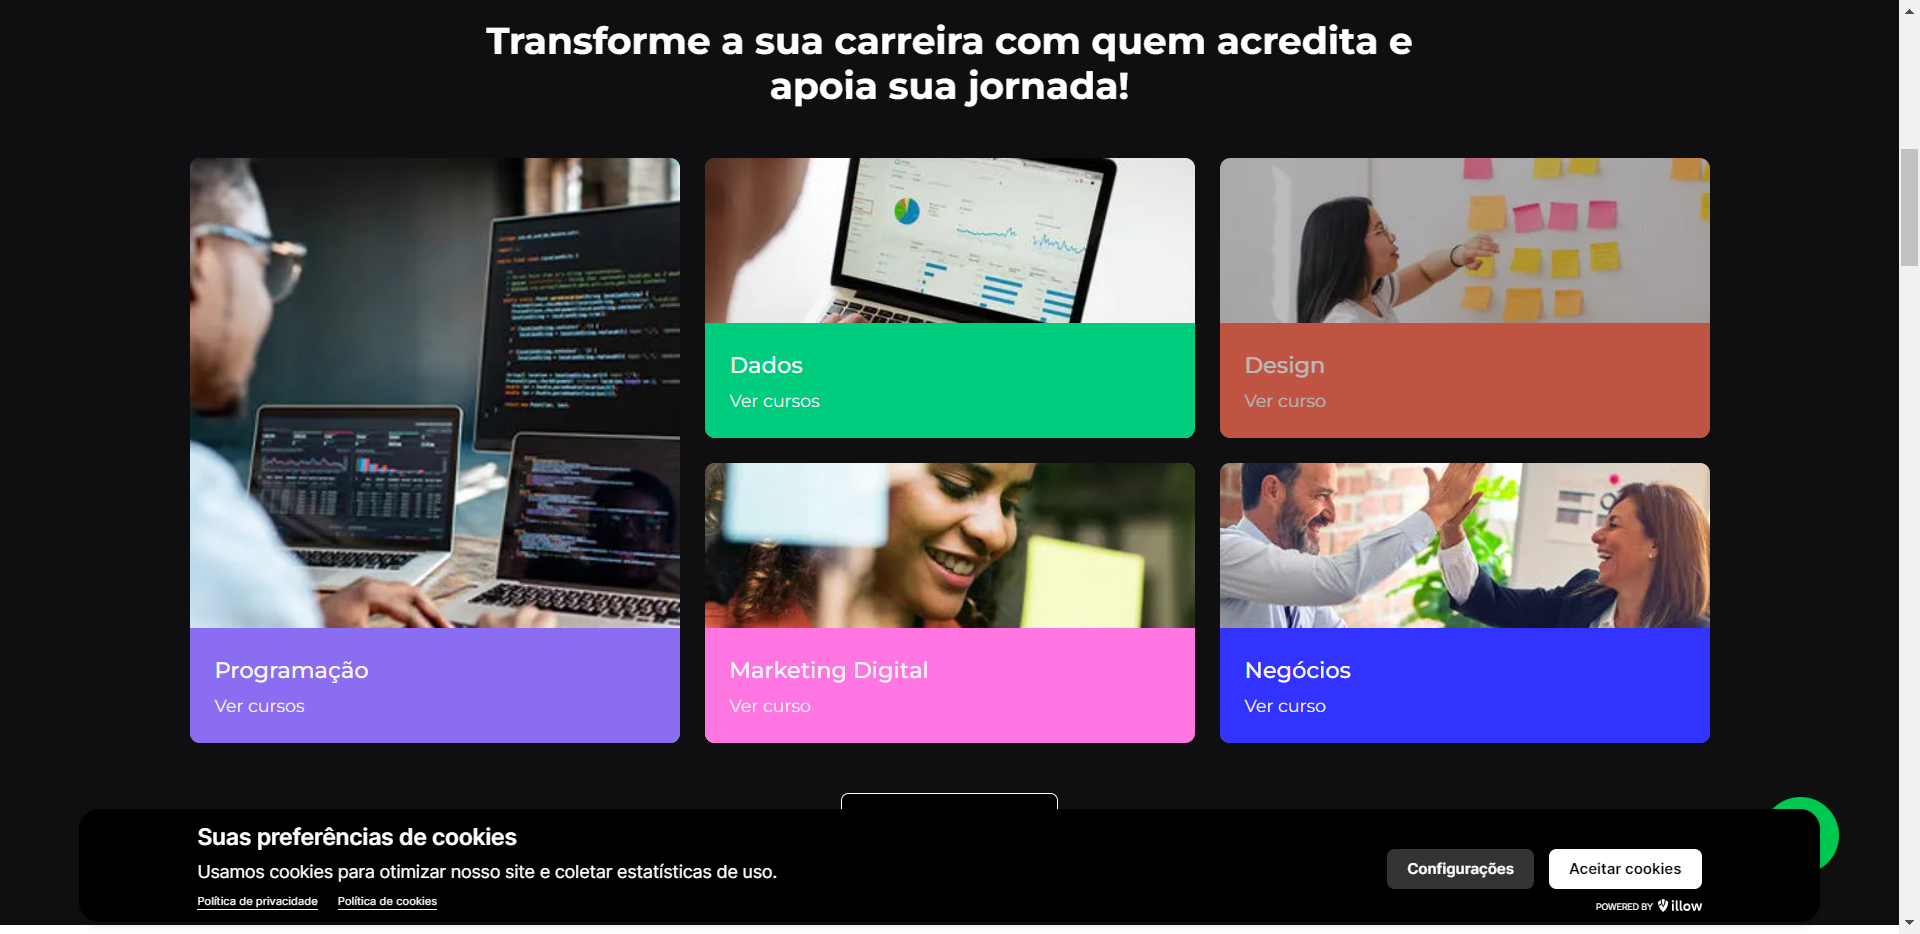 Transforme a sua carreira com quem acredita e
apoia sua jornada!
Programação
Ver cursos
Dados
Ver cursos
Design
Ver curso
Marketing Digital
Ver curso
Negócios
Ver curso
Suas preferências de cookies
Usamos cookies para otimizar nosso site e coletar estatísticas de uso.
Política de privacidade Política de cookies
Configurações
Aceitar cookies
POWERED BY illow